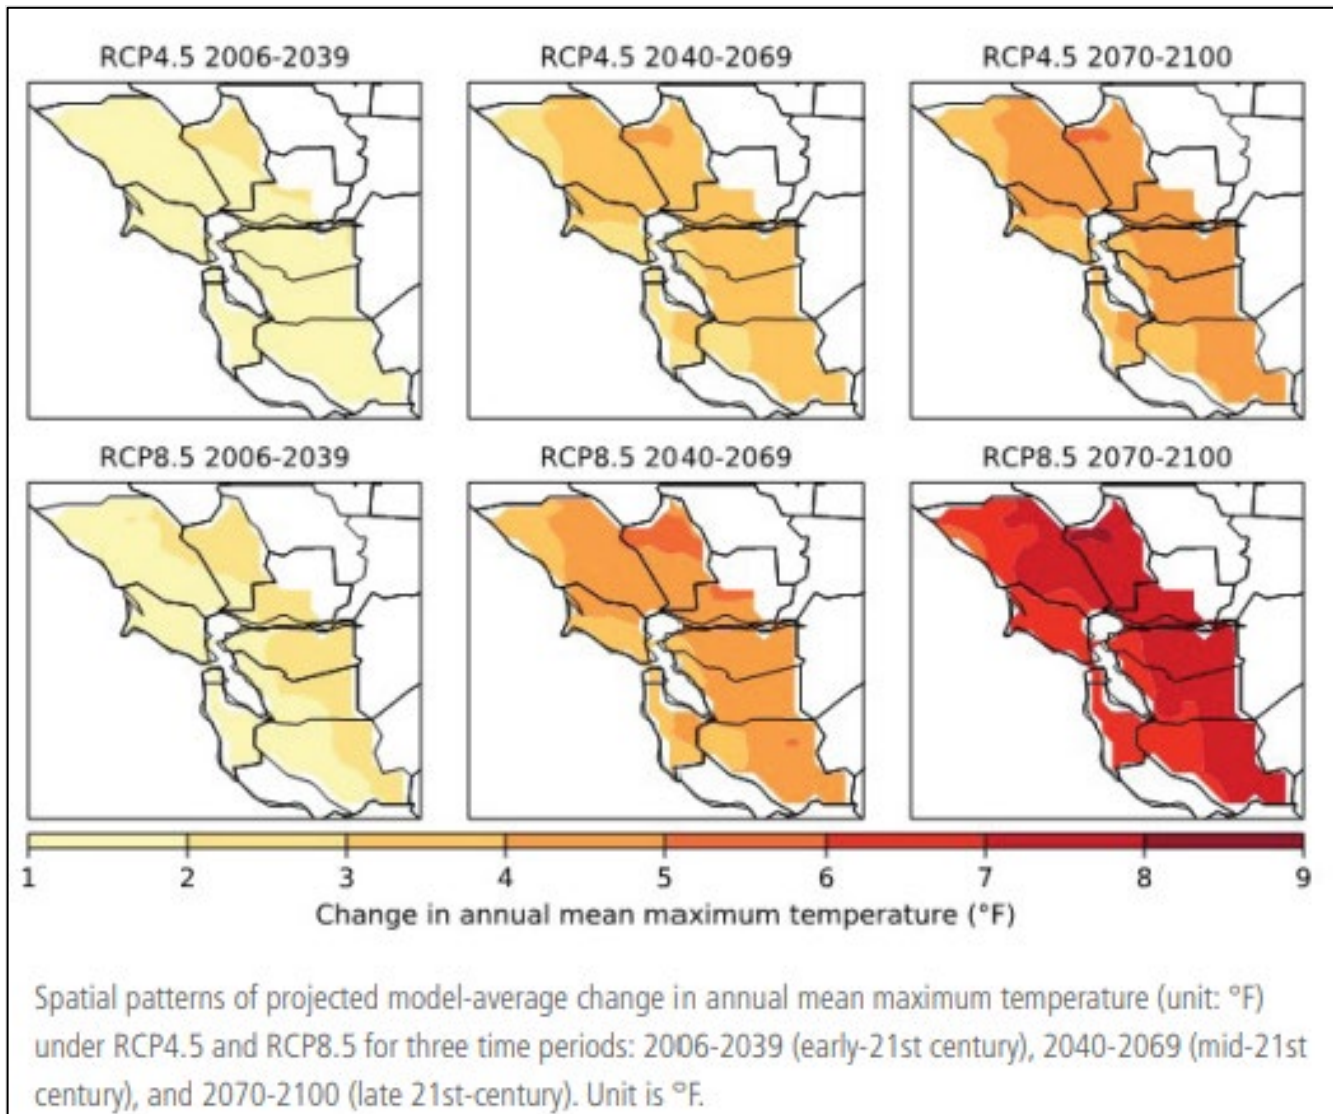 RCP4.5 2006-2039 RCP4.5 2040-2069 RCP4.5 2070-2100
RCP8.5 2006-2039 RCP8.5 2040-2069 RCP8.5 2070-2100
1 2 3 4 5 6 7 8 9
Change in annual mean maximum temperature (°F)
Spatial patterns of projected model-average change in annual mean maximum temperature (unit: °F)
under RCP4.5 and RCP8.5 for three time periods: 2006-2039 (early-21st century), 2040-2069 (mid-21st
century), and 2070-2100 (late 21st-century). Unit is °F.